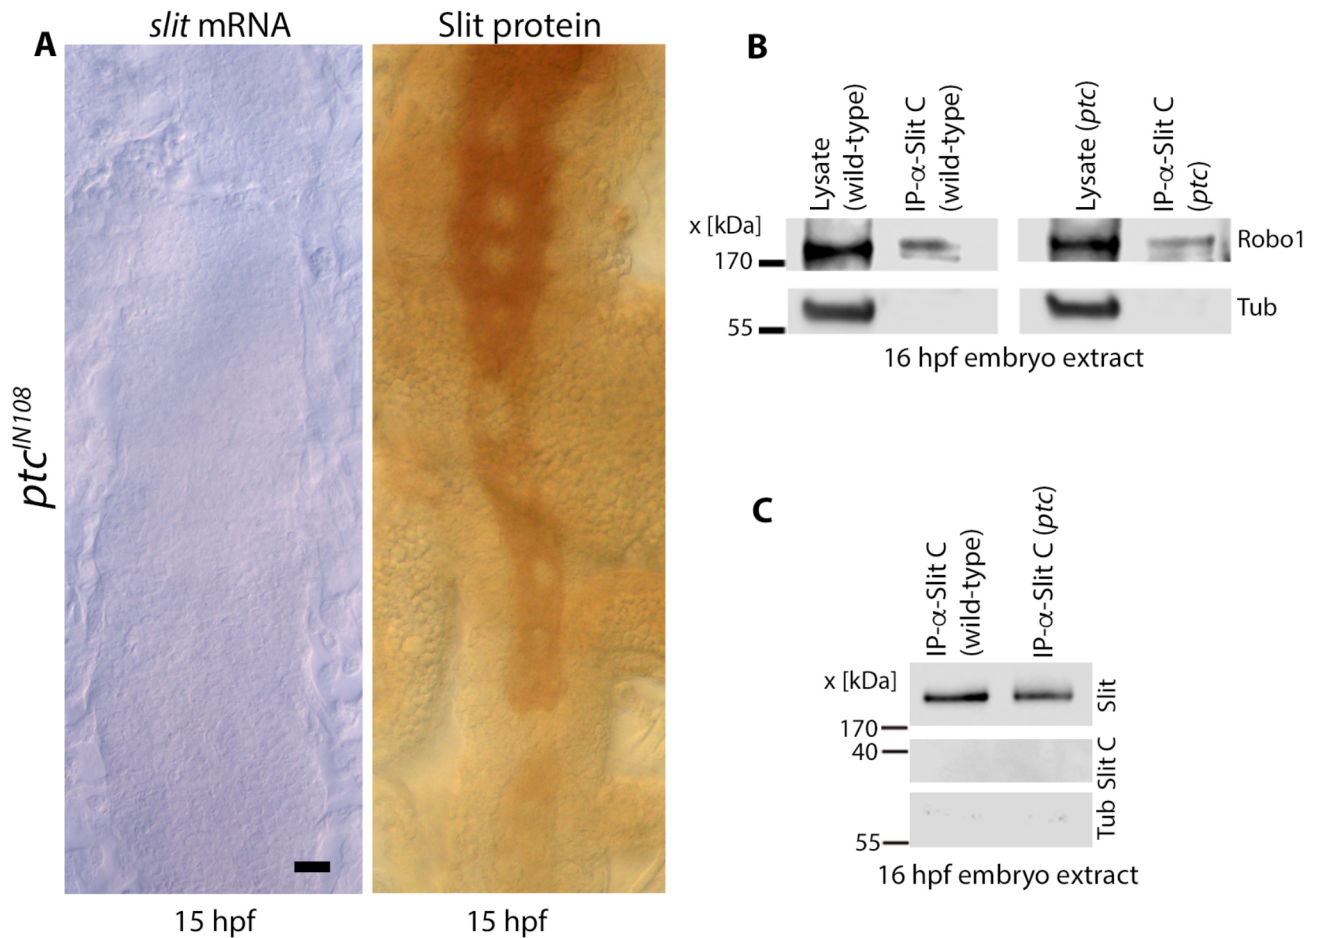 A
slit mRNA
Slit protein
ptc^IN108
15 hpf
15 hpf
B
Lysate
(wild-type)
IP-α-Slit C
(wild-type)
Lysate (ptc)
IP-α-Slit C
(ptc)
x [kDa]
170
Robo1
55
Tub
16 hpf embryo extract
C
IP-α-Slit C
(wild-type)
IP-α-Slit C (ptc)
x [kDa]
170
Slit
40
Slit C
55
Tub
16 hpf embryo extract